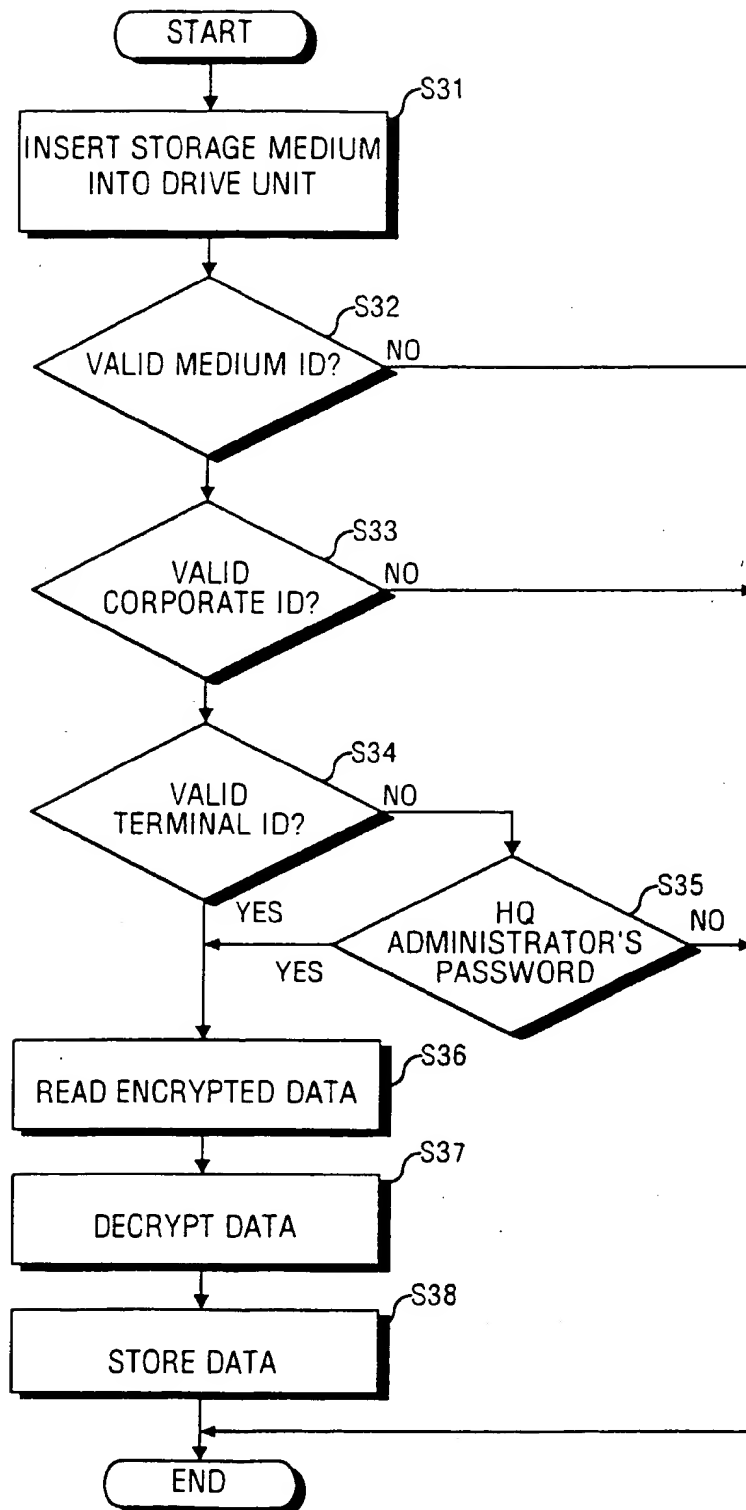 START
S31
INSERT STORAGE MEDIUM
INTO DRIVE UNIT
S32
VALID MEDIUM ID?
NO
S33
VALID
CORPORATE ID?
NO
S34
VALID
TERMINAL ID?
NO
YES
S35
HQ
ADMINISTRATOR'S
PASSWORD
NO
YES
S36
READ ENCRYPTED DATA
S37
DECRYPT DATA
S38
STORE DATA
END